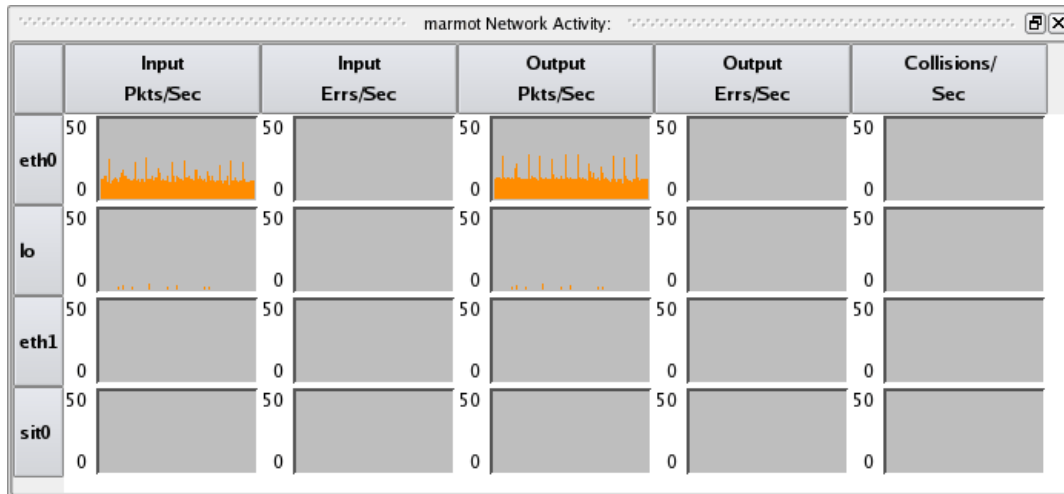 marmot Network Activity:
Input Pkts/Sec
Input Errs/Sec
Output Pkts/Sec
Output Errs/Sec
Collisions/ Sec
eth0
50 50 50 50 50
0 0 0 0 0
lo
50 50 50 50 50
0 0 0 0 0
eth1
50 50 50 50 50
0 0 0 0 0
sit0
50 50 50 50 50
0 0 0 0 0